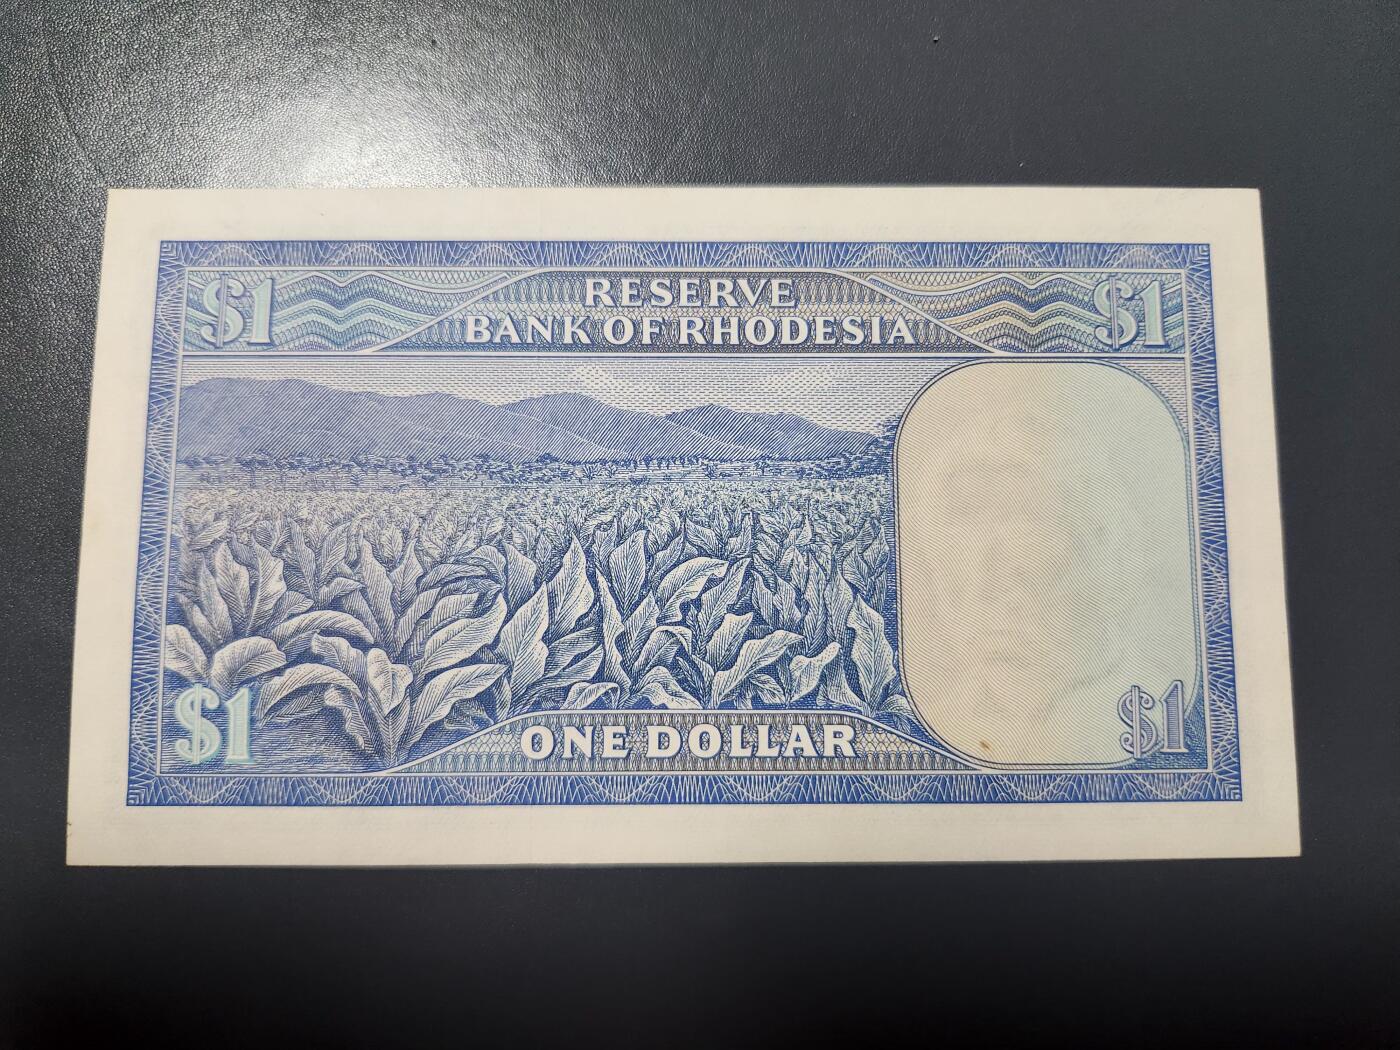 $1 $1
RESERVE
BANK OF RHODESIA
$1 $1
ONE DOLLAR